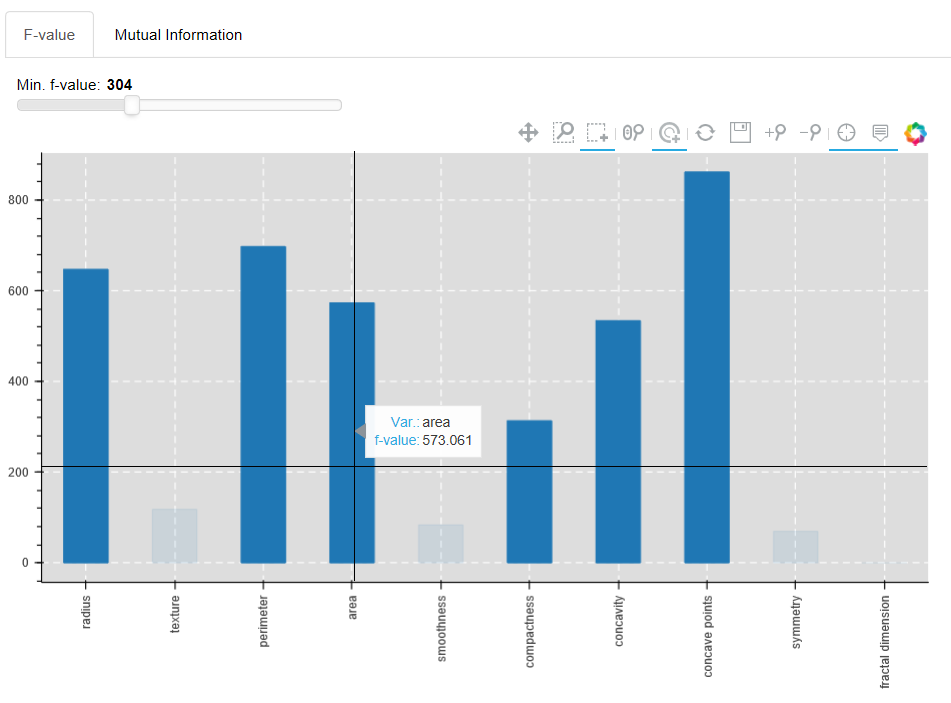 F-value Mutual Information
Min. f-value: 304
800
600
400
200
0
Var.: area
f-value: 573.061
radius
texture
perimeter
area
smoothness
compactness
concavity
concave points
symmetry
fractal dimension